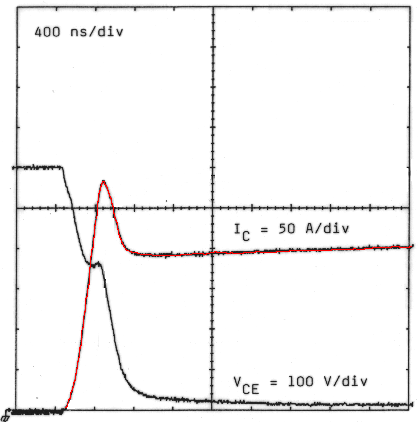 400 ns/div
I_C = 50 A/div
V_CE = 100 V/div